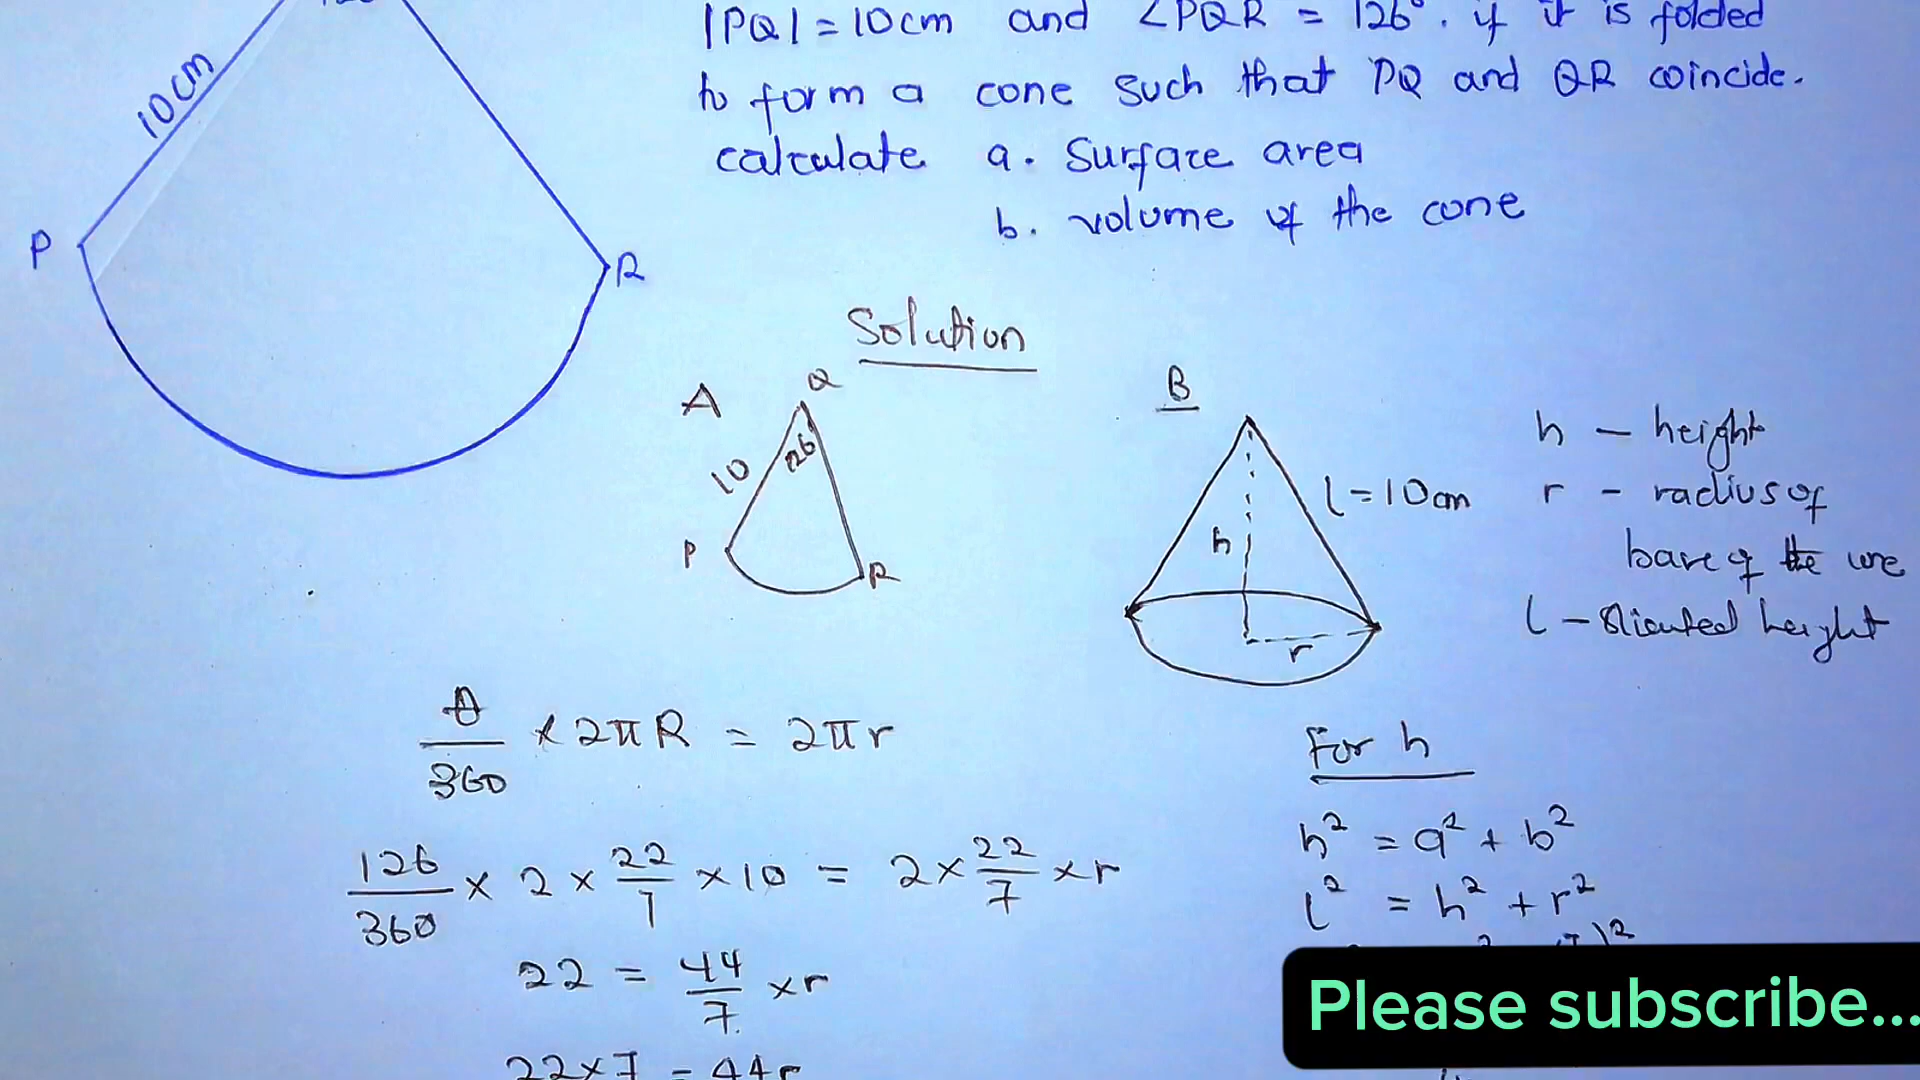 |PQ| = 10cm and ∠PQR = 126°. if it is folded
to form a cone such that PQ and QR coincide.
calculate a. Surface area
b. volume of the cone
10cm
P
R
Solution
A
Q
10
126
P
R
B
l = 10cm
h
r
h - height
r - radius of
base of the cone
l - Slanted height
θ/360 × 2πR = 2πr
126/360 × 2 × 22/7 × 10 = 2 × 22/7 × r
22 = 44/7 × r
22×7 = 44r
For h
h² = a² + b²
l² = h² + r²
Please subscribe...